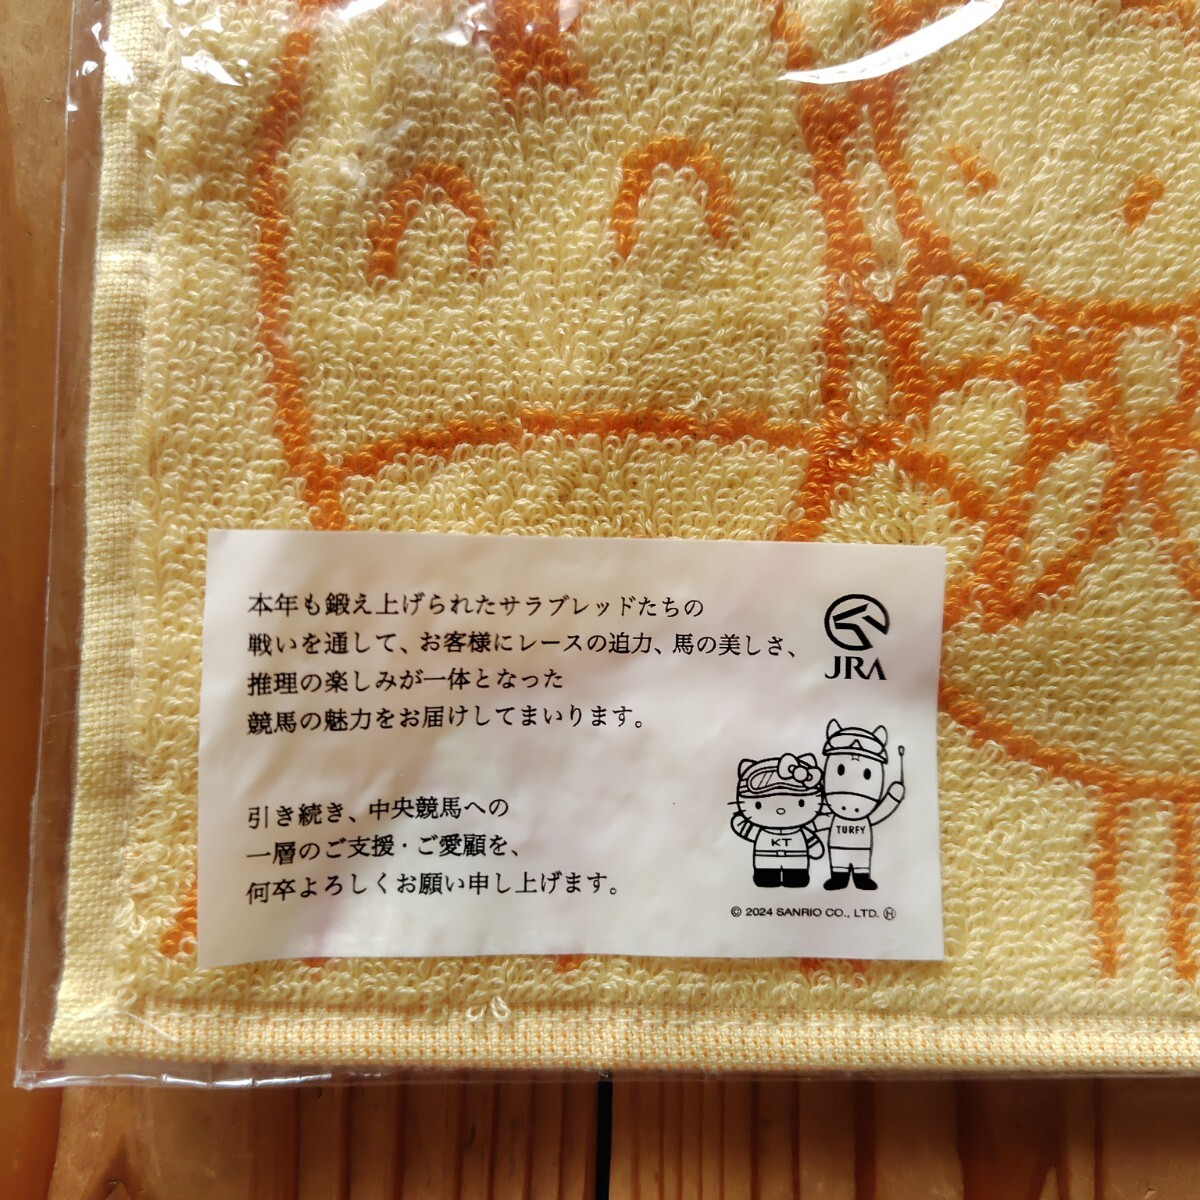 本年も鍛え上げられたサラブレッドたちの
戦いを通して、お客様にレースの迫力、馬の美しさ、
推理の楽しみが一体となった
競馬の魅力をお届けしてまいります。
引き続き、中央競馬への
一層のご支援・ご愛顧を、
何卒よろしくお願い申し上げます。
JRA
TURFY
KT
© 2024 SANRIO CO., LTD. Ⓗ